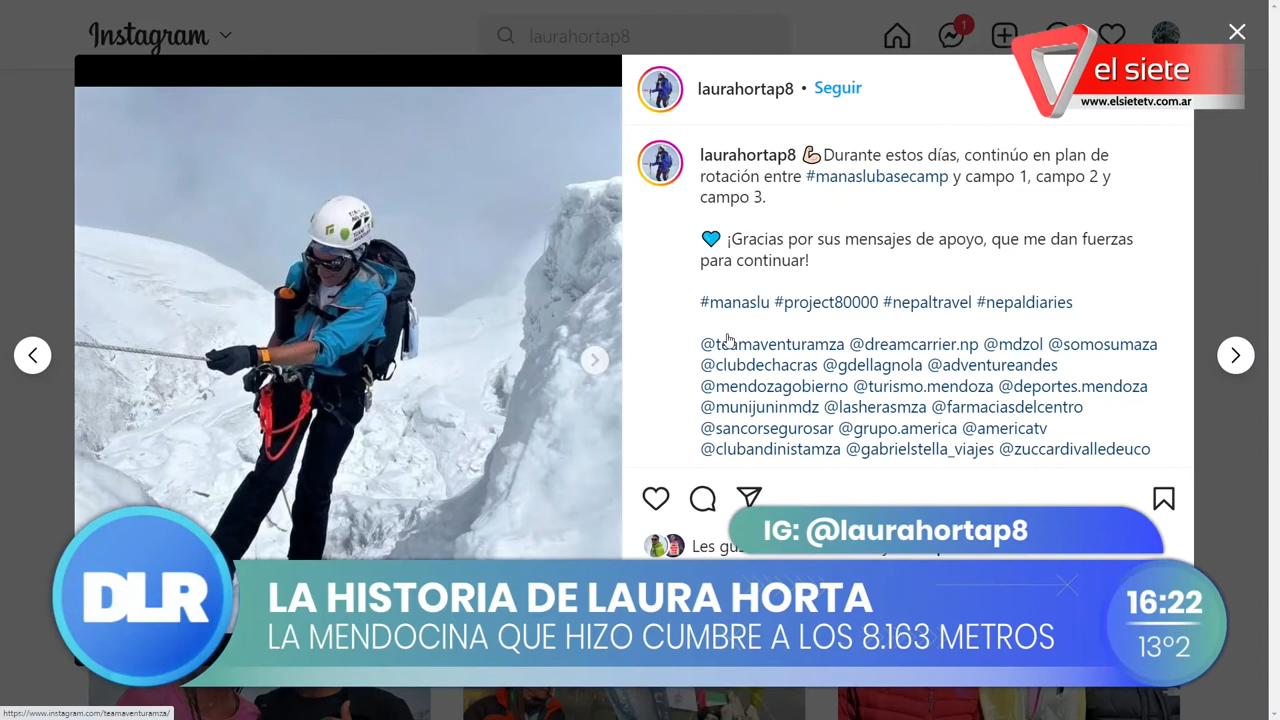 Instagram
laurahortap8
1
el siete
www.elsietetv.com.ar
laurahortap8 • Seguir
laurahortap8 💪🏻Durante estos días, continúo en plan de
rotación entre #manaslubasecamp y campo 1, campo 2 y
campo 3.
💙 ¡Gracias por sus mensajes de apoyo, que me dan fuerzas
para continuar!
#manaslu #project80000 #nepaltravel #nepaldiaries
@teamaventuramza @dreamcarrier.np @mdzol @somosumaza
@clubdechacras @gdellagnola @adventureandes
@mendozagobierno @turismo.mendoza @deportes.mendoza
@munijuninmdz @lasherasmza @farmaciasdelcentro
@sancorsegurosar @grupo.america @americatv
@clubandinistamza @gabrielstella_viajes @zuccardivalledeuco
Les
IG: @laurahortap8
DLR
LA HISTORIA DE LAURA HORTA
LA MENDOCINA QUE HIZO CUMBRE A LOS 8.163 METROS
16:22
13°2
https://www.instagram.com/teamaventuramza/